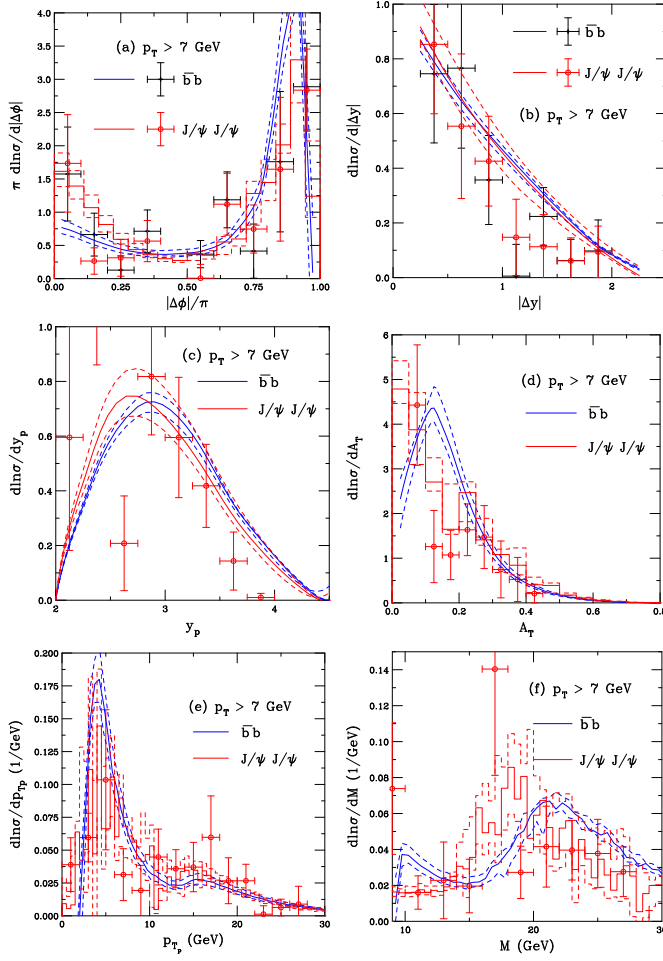 4.0
3.5
3.0
2.5
2.0
1.5
1.0
0.5
0.0
π dlnσ/d|Δϕ|
(a) p_T > 7 GeV
b̅b
J/ψ J/ψ
0.00 0.25 0.50 0.75 1.00
|Δϕ|/π
1.0
0.8
0.6
0.4
0.2
0.0
dlnσ/d|Δy|
b̅b
J/ψ J/ψ
(b) p_T > 7 GeV
0 1 2
|Δy|
1.0
0.8
0.6
0.4
0.2
0.0
dlnσ/dy_p
(c) p_T > 7 GeV
b̅b
J/ψ J/ψ
2 3 4
y_p
6
5
4
3
2
1
0
dlnσ/dA_T
(d) p_T > 7 GeV
b̅b
J/ψ J/ψ
0.0 0.2 0.4 0.6 0.8
A_T
0.200
0.175
0.150
0.125
0.100
0.075
0.050
0.025
0.000
dlnσ/dp_Tp (1/GeV)
(e) p_T > 7 GeV
b̅b
J/ψ J/ψ
0 10 20 30
p_Tp (GeV)
0.14
0.12
0.10
0.08
0.06
0.04
0.02
0.00
dlnσ/dM (1/GeV)
(f) p_T > 7 GeV
b̅b
J/ψ J/ψ
10 20 30
M (GeV)